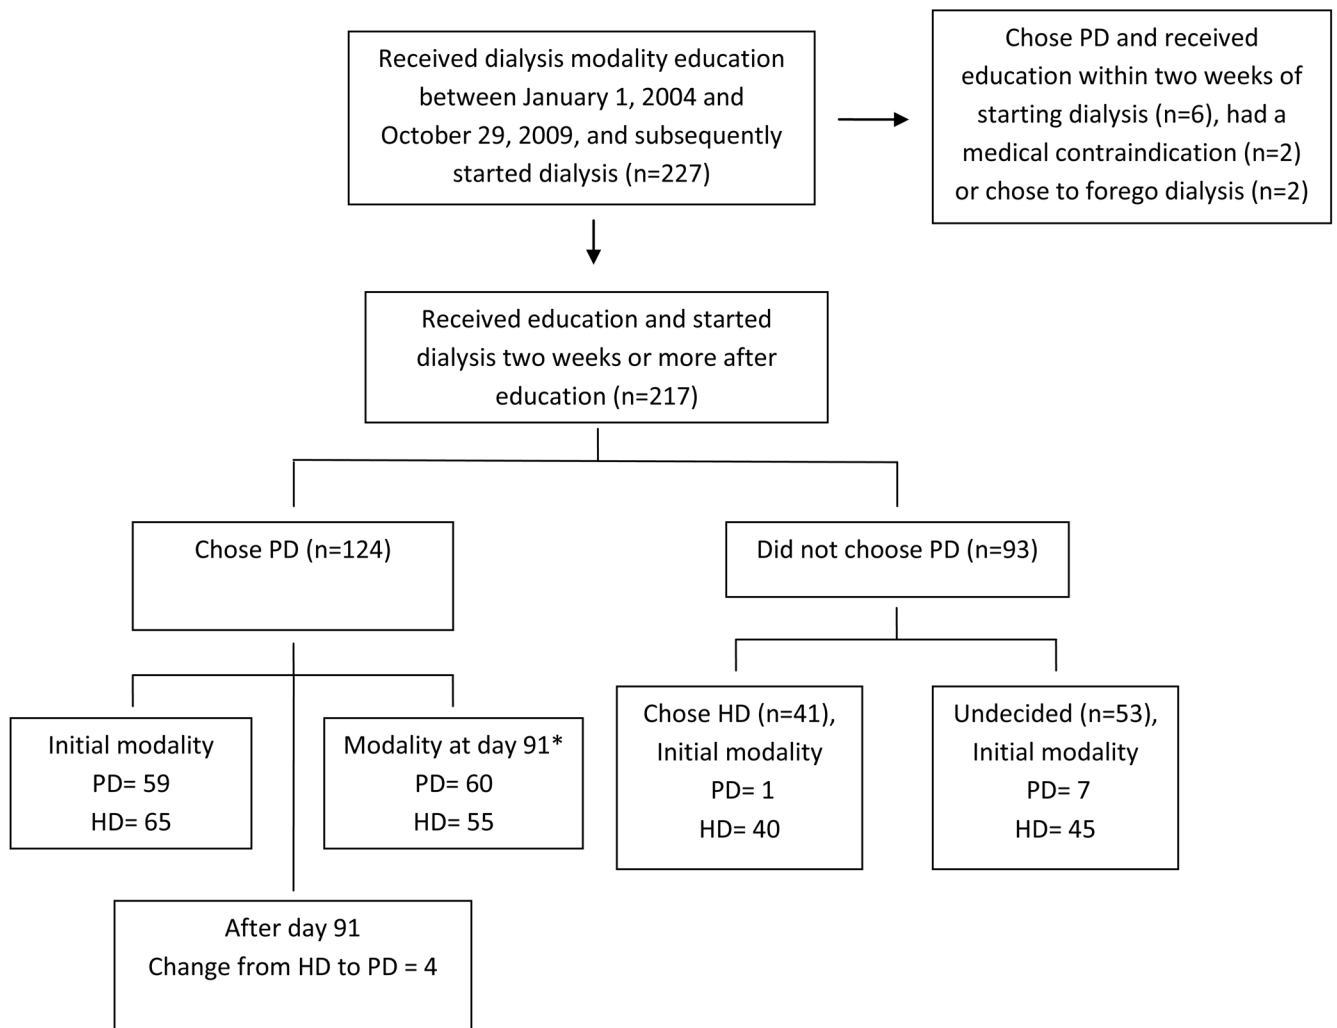 Received dialysis modality education
between January 1, 2004 and
October 29, 2009, and subsequently
started dialysis (n=227)
Chose PD and received
education within two weeks of
starting dialysis (n=6), had a
medical contraindication (n=2)
or chose to forego dialysis (n=2)
Received education and started
dialysis two weeks or more after
education (n=217)
Chose PD (n=124)
Did not choose PD (n=93)
Initial modality
PD= 59
HD= 65
Modality at day 91*
PD= 60
HD= 55
Chose HD (n=41),
Initial modality
PD= 1
HD= 40
Undecided (n=53),
Initial modality
PD= 7
HD= 45
After day 91
Change from HD to PD = 4